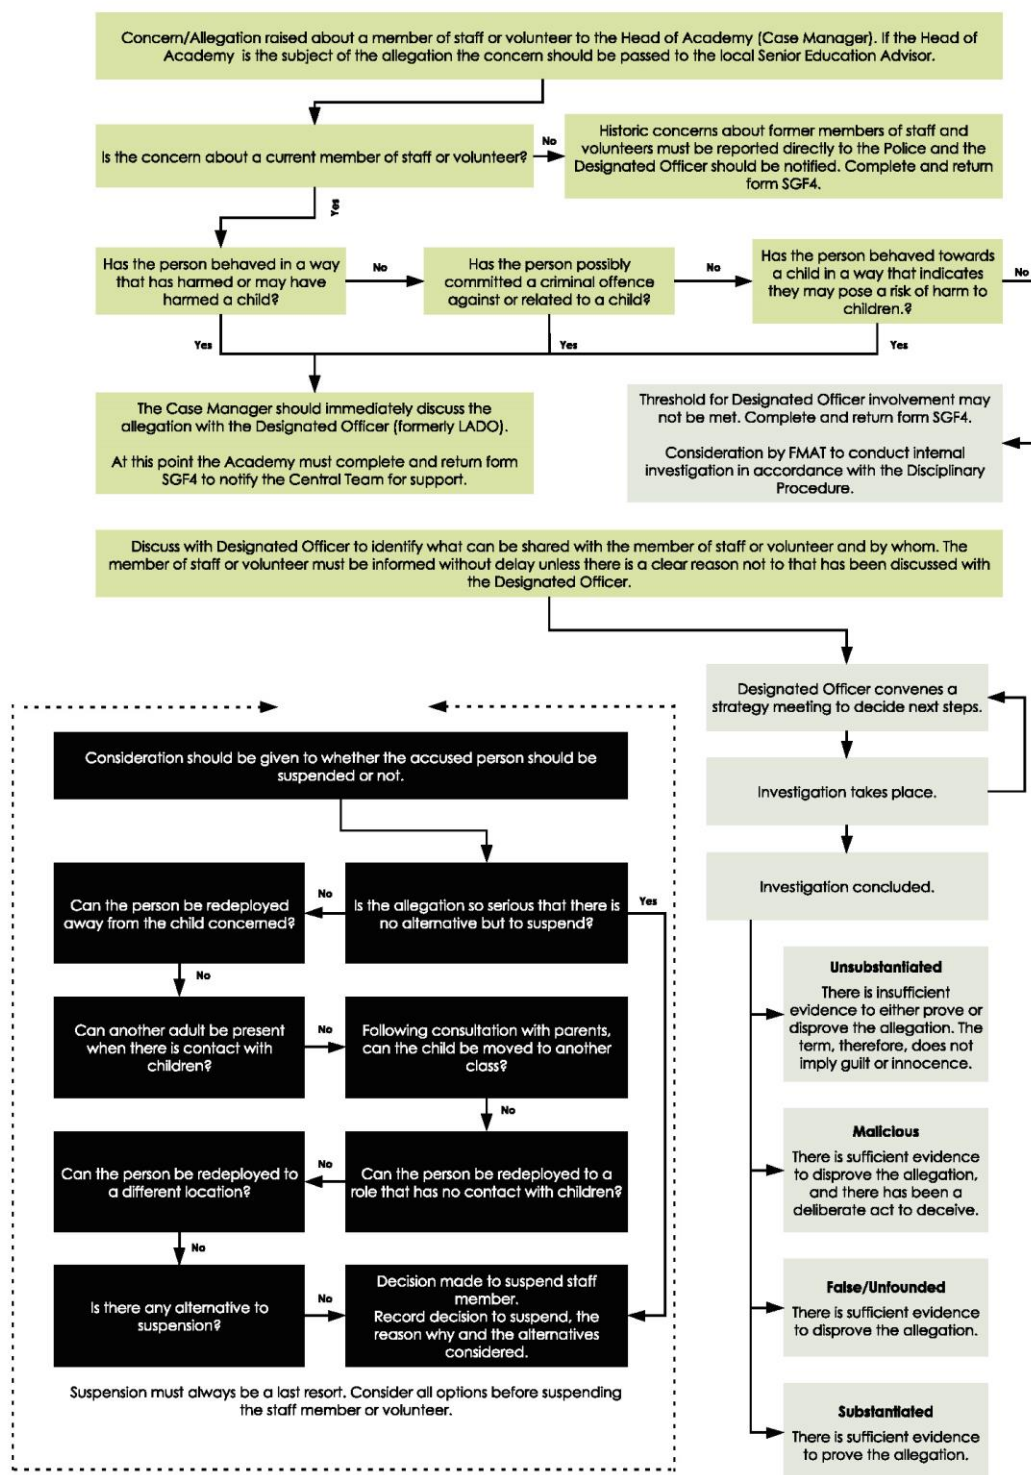 Concern/Allegation raised about a member of staff or volunteer to the Head of Academy (Case Manager). If the Head of
Academy is the subject of the allegation the concern should be passed to the local Senior Education Advisor.
Is the concern about a current member of staff or volunteer?
No
Historic concerns about former members of staff and
volunteers must be reported directly to the Police and the
Designated Officer should be notified. Complete and return
form SGF4.
Yes
Has the person behaved in a way
that has harmed or may have
harmed a child?
No
Has the person possibly
committed a criminal offence
against or related to a child?
No
Has the person behaved towards
a child in a way that indicates
they may pose a risk of harm to
children.?
No
Yes
Yes
Yes
The Case Manager should immediately discuss the
allegation with the Designated Officer (formerly LADO).
At this point the Academy must complete and return form
SGF4 to notify the Central Team for support.
Threshold for Designated Officer involvement may
not be met. Complete and return form SGF4.
Consideration by FMAT to conduct internal
investigation in accordance with the Disciplinary
Procedure.
Discuss with Designated Officer to identify what can be shared with the member of staff or volunteer and by whom. The
member of staff or volunteer must be informed without delay unless there is a clear reason not to that has been discussed with
the Designated Officer.
Designated Officer convenes a
strategy meeting to decide next steps.
Investigation takes place.
Investigation concluded.
Consideration should be given to whether the accused person should be
suspended or not.
Can the person be redeployed
away from the child concerned?
No
Is the allegation so serious that there is
no alternative but to suspend?
Yes
No
Can another adult be present
when there is contact with
children?
No
Following consultation with parents,
can the child be moved to another
class?
No
Can the person be redeployed to
a different location?
No
Can the person be redeployed to a
role that has no contact with children?
No
Is there any alternative to
suspension?
No
Decision made to suspend staff
member.
Record decision to suspend, the
reason why and the alternatives
considered.
Suspension must always be a last resort. Consider all options before suspending
the staff member or volunteer.
Unsubstantiated
There is insufficient
evidence to either prove or
disprove the allegation. The
term, therefore, does not
imply guilt or innocence.
Malicious
There is sufficient evidence
to disprove the allegation,
and there has been a
deliberate act to deceive.
False/Unfounded
There is sufficient evidence
to disprove the allegation.
Substantiated
There is sufficient evidence
to prove the allegation.